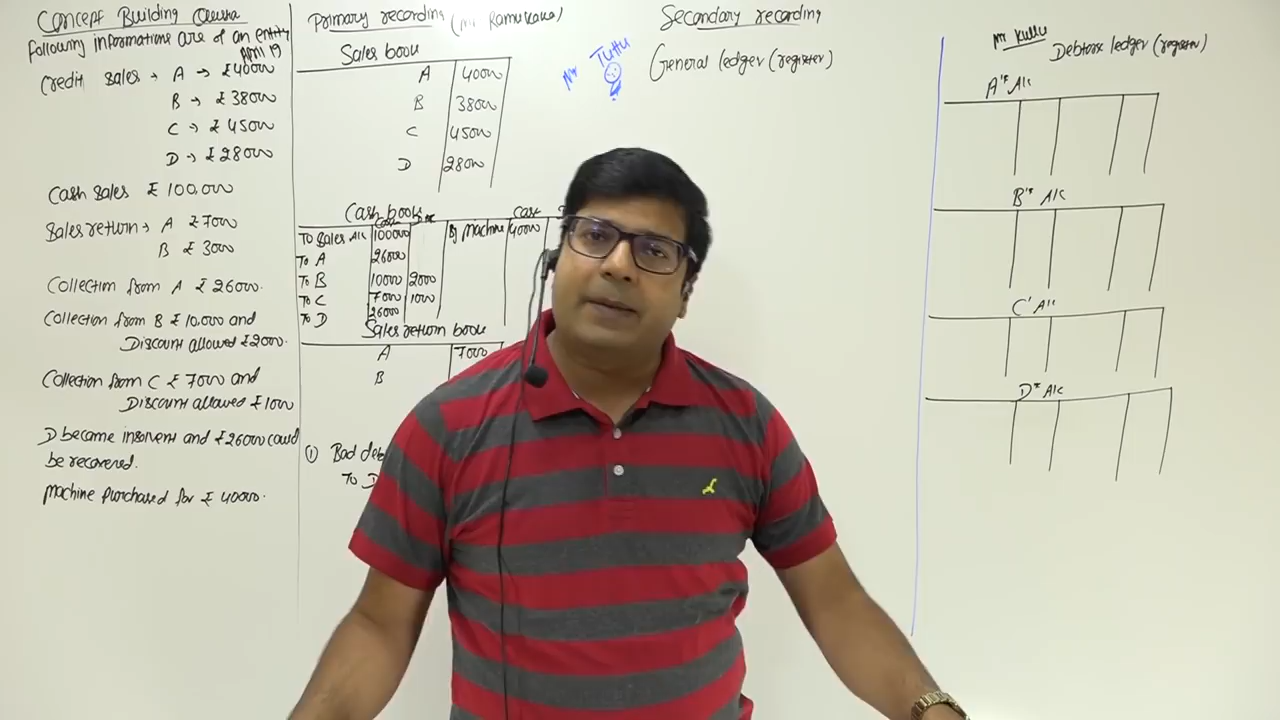 Concept Building Question
Following informations are of an entity
April 19
Credit sales → A → ₹ 40000
B → ₹ 38000
C → ₹ 45000
D → ₹ 28000
Cash sales ₹ 100,000
Sales return → A ₹ 7000
B ₹ 3000
Collection from A ₹ 26000.
Collection from B ₹ 10,000 and
Discount allowed ₹ 2000.
Collection from C ₹ 7000 and
Discount allowed ₹ 1000
D became insolvent and ₹ 26000 could
be recovered.
Machine purchased for ₹ 40000.
Primary recording (Mr Ramukaka)
Sales book
A 40000
B 38000
C 45000
D 28000
Cash book
Cash Cash
To Sales A/c 100000 By Machine 40000
To A 26000
To B 10000 2000
To C 7000 1000
To D 26000
Sales return book
A 7000
B
① Bad
To D
Secondary recording
Mr Tuttu
General ledger (register)
Mr Kullu
Debtors ledger (register)
A's A/c
B's A/c
C' A/c
D's A/c